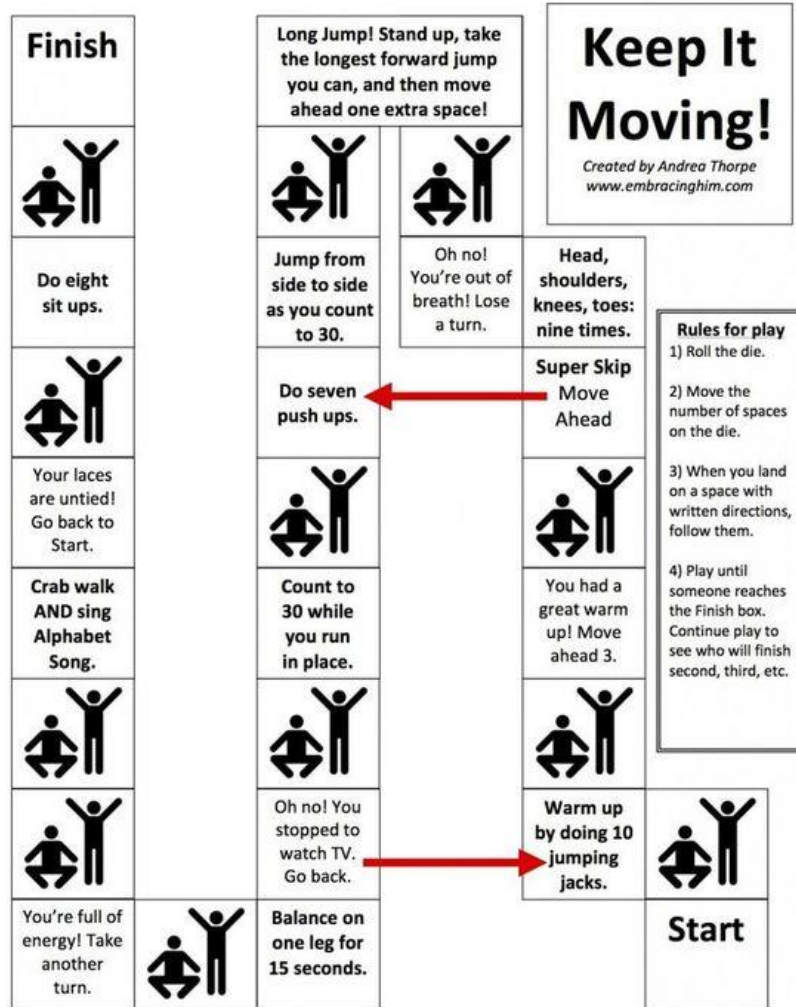 Finish
Long Jump! Stand up, take
the longest forward jump
you can, and then move
ahead one extra space!
Keep It
Moving!
Created by Andrea Thorpe
www.embracinghim.com
Do eight
sit ups.
Jump from
side to side
as you count
to 30.
Oh no!
You're out of
breath! Lose
a turn.
Head,
shoulders,
knees, toes:
nine times.
Do seven
push ups.
Super Skip
Move
Ahead
Your laces
are untied!
Go back to
Start.
Crab walk
AND sing
Alphabet
Song.
Count to
30 while
you run
in place.
You had a
great warm
up! Move
ahead 3.
Oh no! You
stopped to
watch TV.
Go back.
Warm up
by doing 10
jumping
jacks.
You're full of
energy! Take
another
turn.
Balance on
one leg for
15 seconds.
Start
Rules for play
1) Roll the die.
2) Move the
number of spaces
on the die.
3) When you land
on a space with
written directions,
follow them.
4) Play until
someone reaches
the Finish box.
Continue play to
see who will finish
second, third, etc.